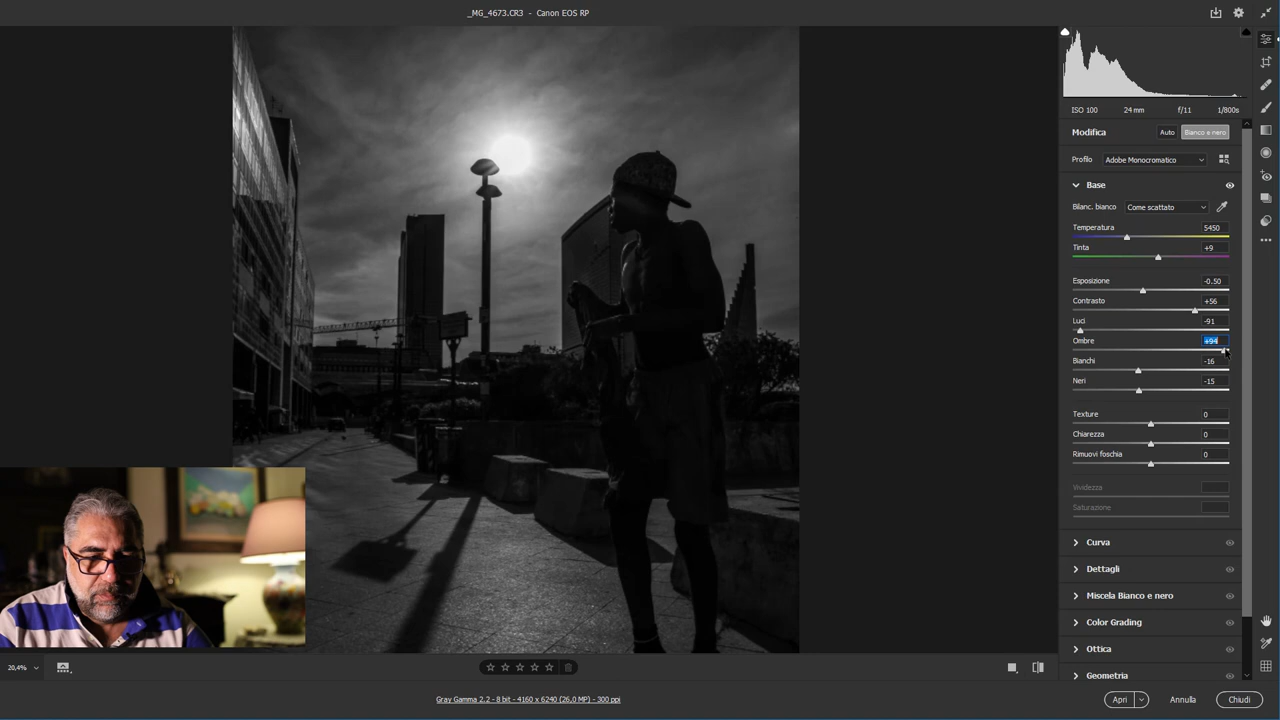 _MG_4673.CR3 - Canon EOS RP
ISO 100 24 mm f/11 1/800s
Modifica Auto Bianco e nero
Profilo Adobe Monocromatico
Base
Bilanc. bianco Come scattato
Temperatura 5450
Tinta +9
Esposizione -0.50
Contrasto +56
Luci -91
Ombre +94
Bianchi -16
Neri -15
Texture 0
Chiarezza 0
Rimuovi foschia 0
Vividezza
Saturazione
Curva
Dettagli
Miscela Bianco e nero
Color Grading
Ottica
Geometria
20,4%
Gray Gamma 2.2 - 8 bit - 4160 x 6240 (26,0 MP) - 300 ppi
Apri Annulla Chiudi